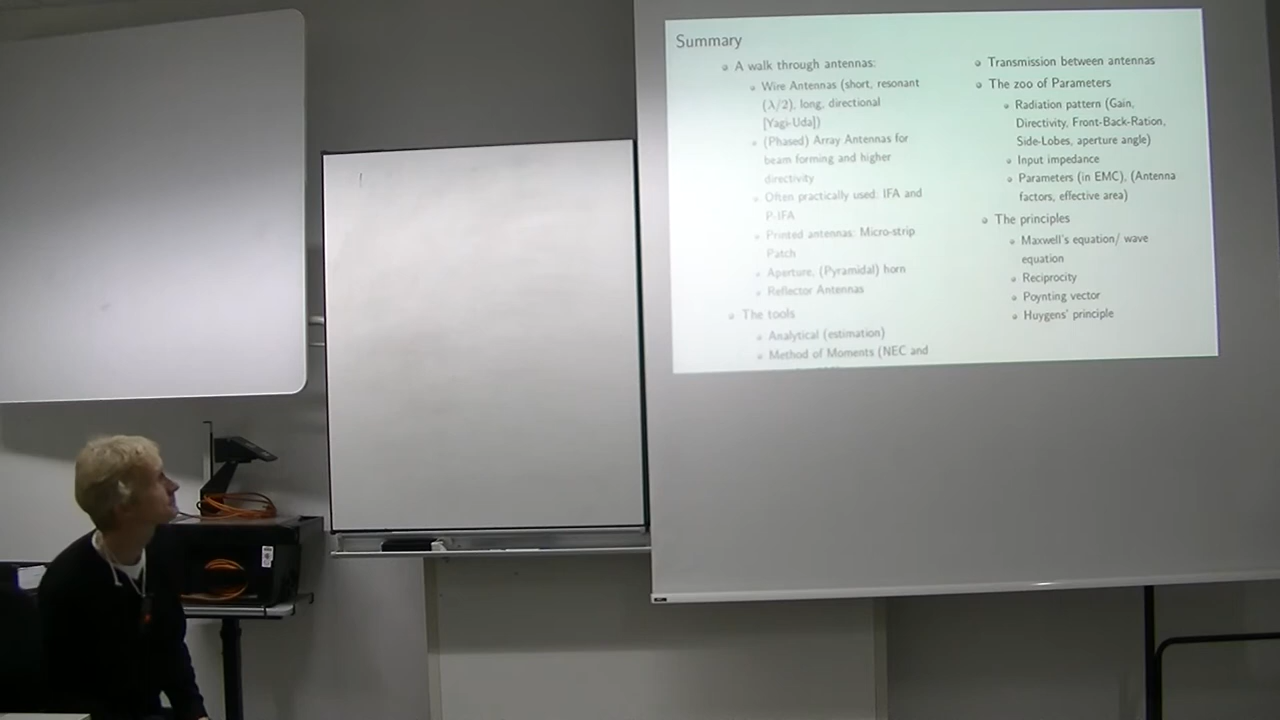 Summary
A walk through antennas:
Wire Antennas (short, resonant
(λ/2), long, directional
[Yagi-Uda])
(Phased) Array Antennas for
beam forming and higher
directivity
Often practically used: IFA and
P-IFA
Printed antennas: Micro-strip
Patch
Aperture, (Pyramidal) horn
Reflector Antennas
The tools
Analytical (estimation)
Method of Moments (NEC and
Transmission between antennas
The zoo of Parameters
Radiation pattern (Gain,
Directivity, Front-Back-Ration,
Side-Lobes, aperture angle)
Input impedance
Parameters (in EMC), (Antenna
factors, effective area)
The principles
Maxwell's equation/ wave
equation
Reciprocity
Poynting vector
Huygens' principle